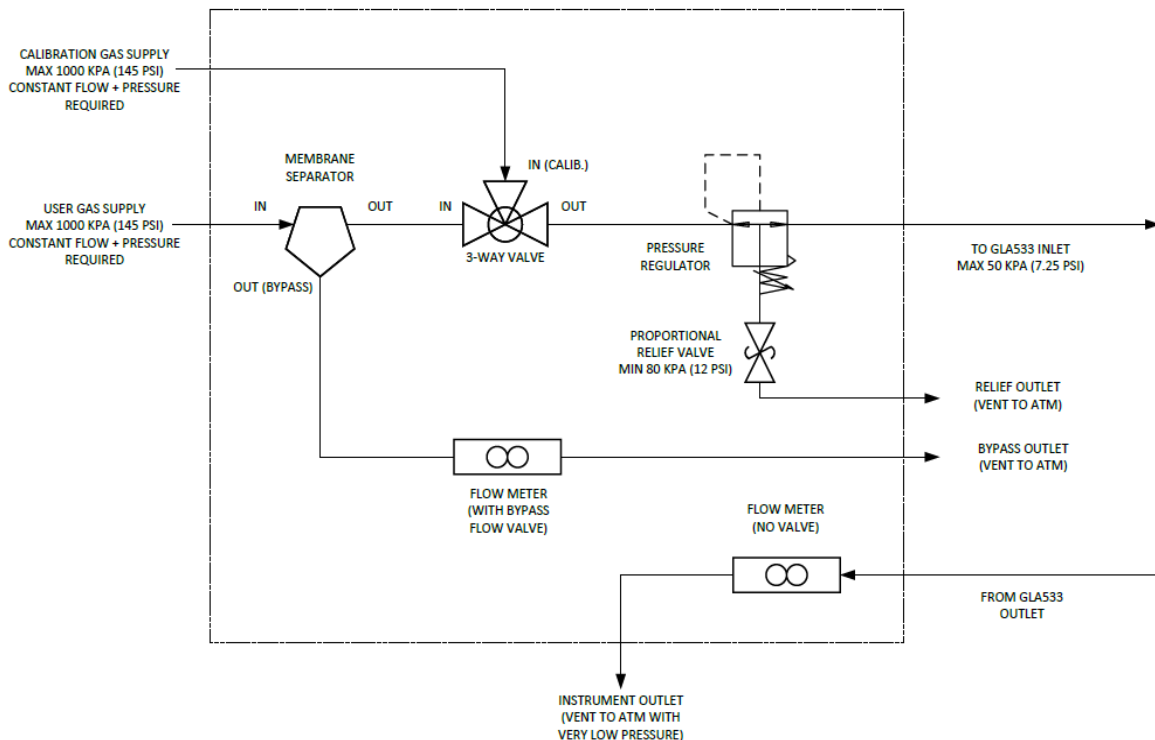 CALIBRATION GAS SUPPLY
MAX 1000 KPA (145 PSI)
CONSTANT FLOW + PRESSURE
REQUIRED
IN (CALIB.)
MEMBRANE
SEPARATOR
USER GAS SUPPLY
MAX 1000 KPA (145 PSI)
CONSTANT FLOW + PRESSURE
REQUIRED
IN
OUT
IN
OUT
3-WAY VALVE
PRESSURE
REGULATOR
TO GLA533 INLET
MAX 50 KPA (7.25 PSI)
OUT (BYPASS)
PROPORTIONAL
RELIEF VALVE
MIN 80 KPA (12 PSI)
RELIEF OUTLET
(VENT TO ATM)
BYPASS OUTLET
(VENT TO ATM)
FLOW METER
(WITH BYPASS
FLOW VALVE)
FLOW METER
(NO VALVE)
FROM GLA533
OUTLET
INSTRUMENT OUTLET
(VENT TO ATM WITH
VERY LOW PRESSURE)